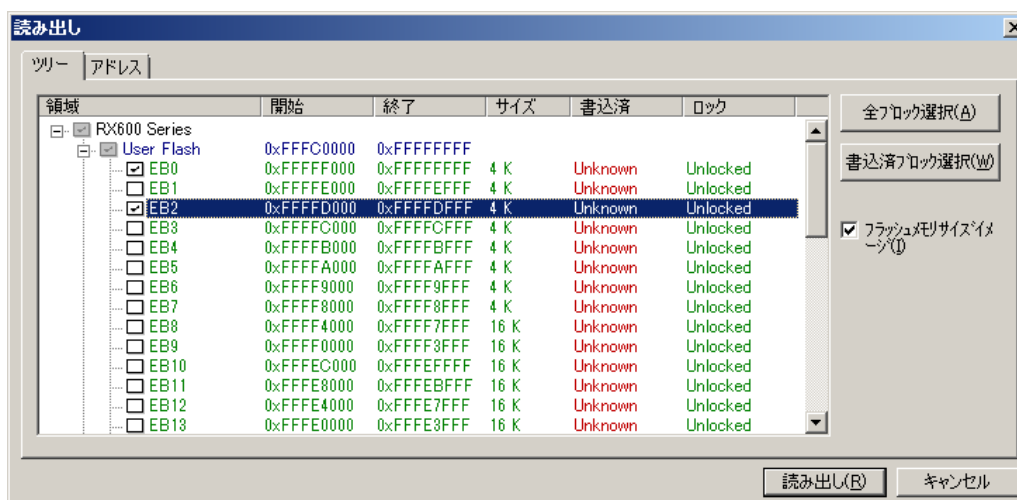 読み出し
ツリー アドレス
領域 開始 終了 サイズ 書込済 ロック
RX600 Series
User Flash 0xFFFC0000 0xFFFFFFFF
EB0 0xFFFFF000 0xFFFFFFFF 4 K Unknown Unlocked
EB1 0xFFFFE000 0xFFFFEFFF 4 K Unknown Unlocked
EB2 0xFFFFD000 0xFFFFDFFF 4 K Unknown Unlocked
EB3 0xFFFFC000 0xFFFFCFFF 4 K Unknown Unlocked
EB4 0xFFFFB000 0xFFFFBFFF 4 K Unknown Unlocked
EB5 0xFFFFA000 0xFFFFAFFF 4 K Unknown Unlocked
EB6 0xFFFF9000 0xFFFF9FFF 4 K Unknown Unlocked
EB7 0xFFFF8000 0xFFFF8FFF 4 K Unknown Unlocked
EB8 0xFFFF4000 0xFFFF7FFF 16 K Unknown Unlocked
EB9 0xFFFF0000 0xFFFF3FFF 16 K Unknown Unlocked
EB10 0xFFFEC000 0xFFFEFFFF 16 K Unknown Unlocked
EB11 0xFFFE8000 0xFFFEBFFF 16 K Unknown Unlocked
EB12 0xFFFE4000 0xFFFE7FFF 16 K Unknown Unlocked
EB13 0xFFFE0000 0xFFFE3FFF 16 K Unknown Unlocked
全ブロック選択(A)
書込済ブロック選択(W)
フラッシュメモリサイズイメ
ージ(I)
読み出し(R) キャンセル